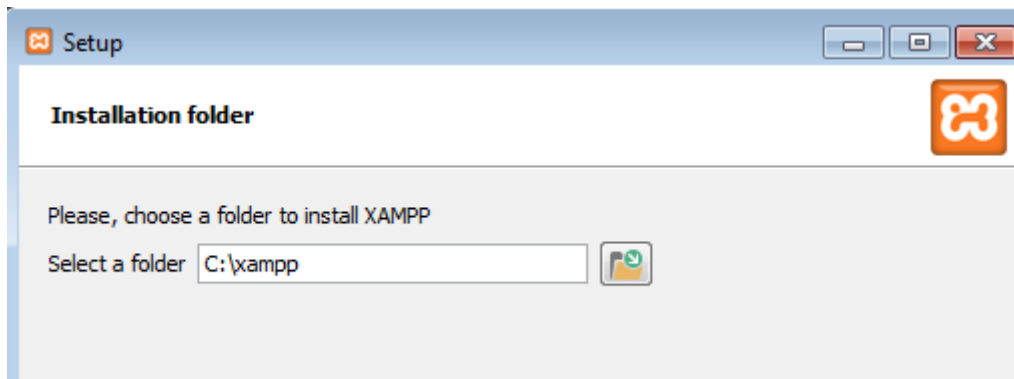 Setup
Installation folder
Please, choose a folder to install XAMPP
Select a folder C:\xampp